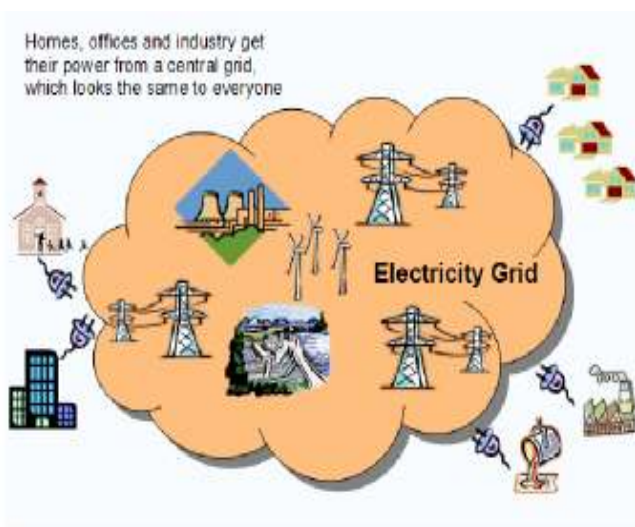 Homes, offices and industry get
their power from a central grid,
which looks the same to everyone
Electricity Grid